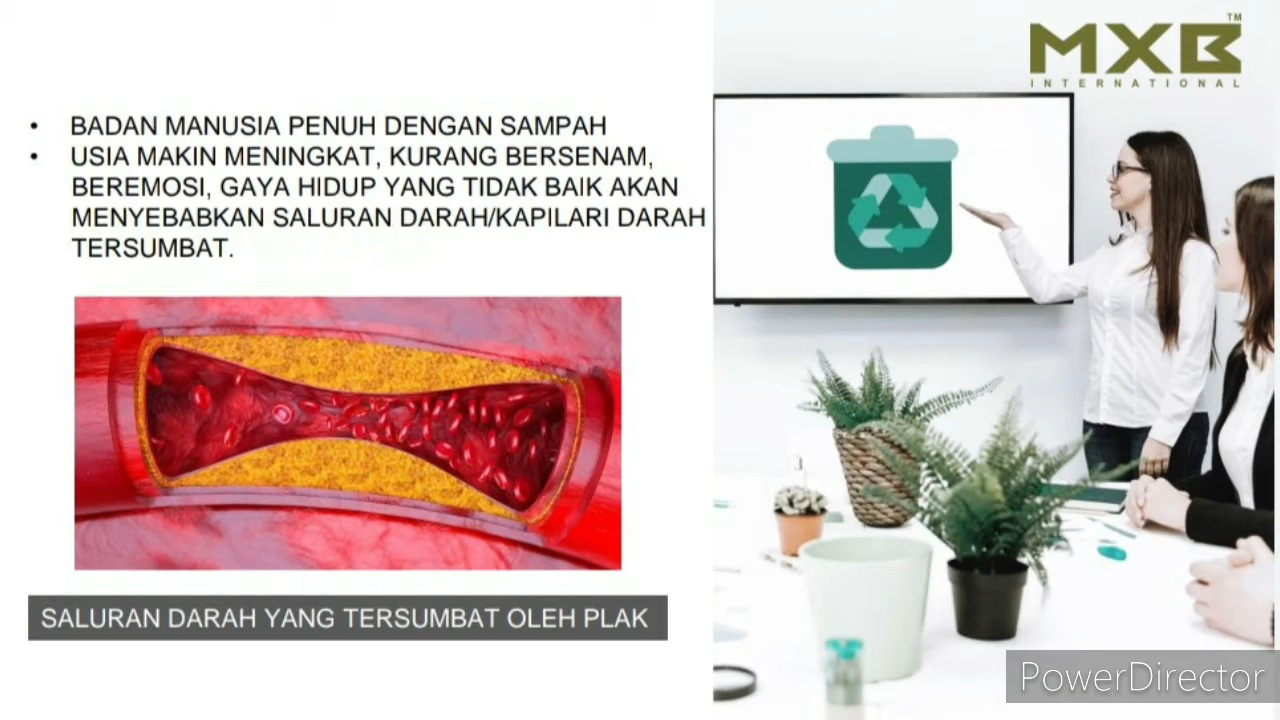 MXB™
INTERNATIONAL
• BADAN MANUSIA PENUH DENGAN SAMPAH
• USIA MAKIN MENINGKAT, KURANG BERSENAM,
BEREMOSI, GAYA HIDUP YANG TIDAK BAIK AKAN
MENYEBABKAN SALURAN DARAH/KAPILARI DARAH
TERSUMBAT.
SALURAN DARAH YANG TERSUMBAT OLEH PLAK
PowerDirector